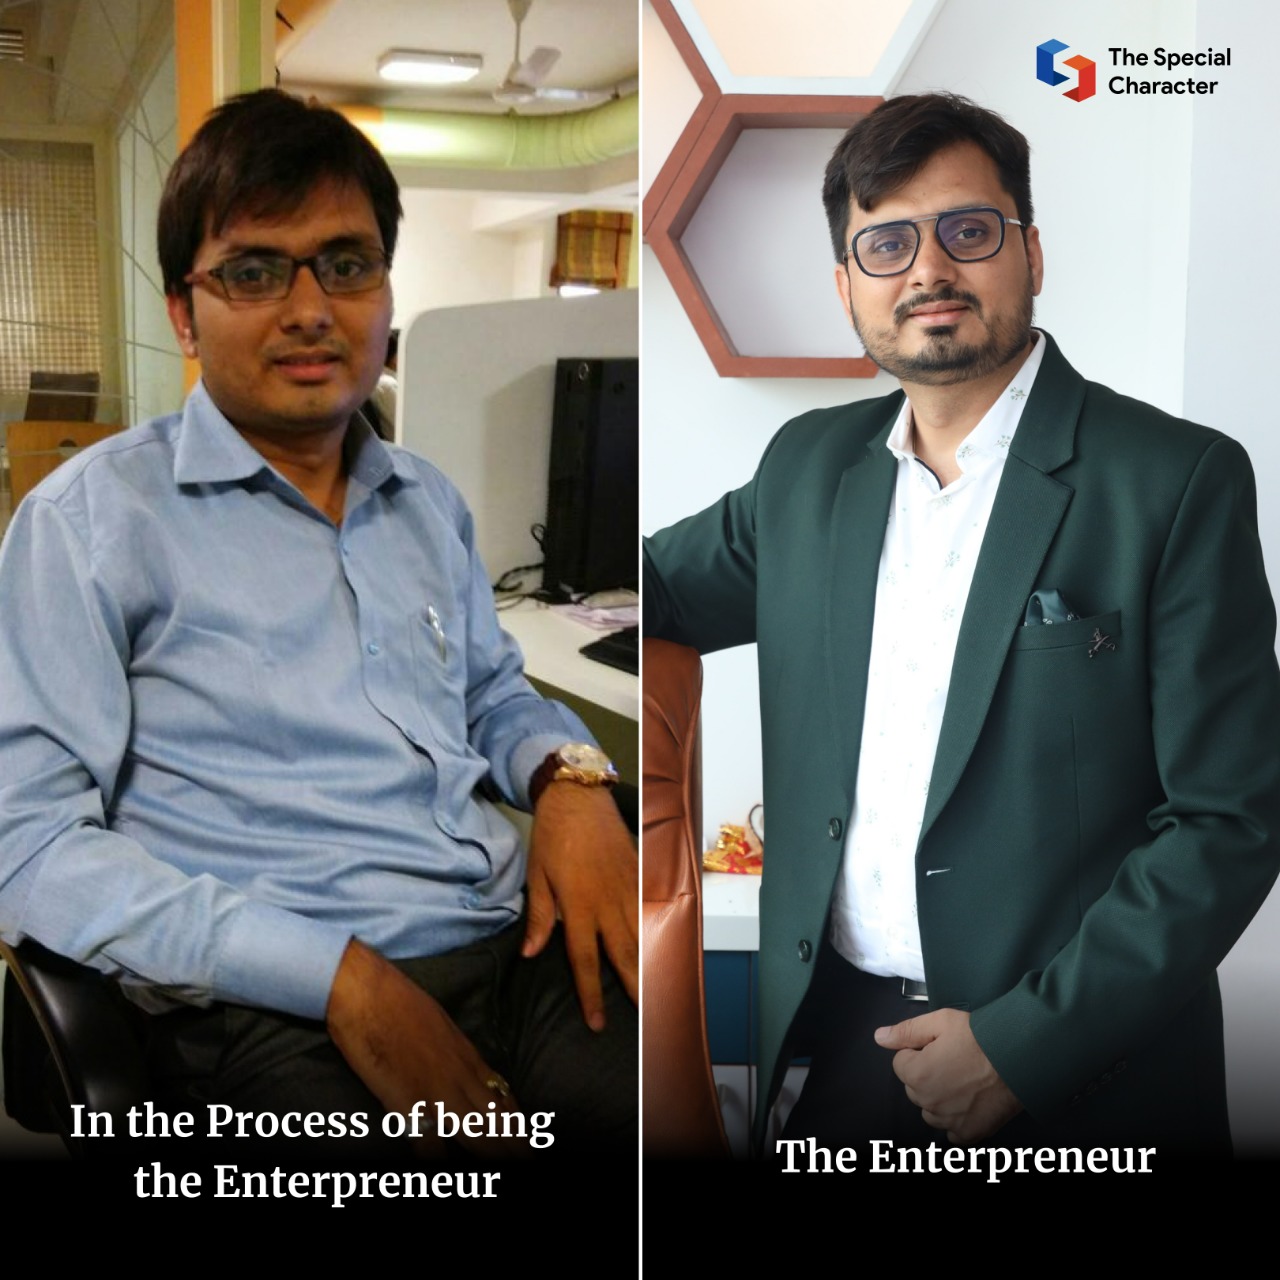 The Special
Character
In the Process of being
the Enterpreneur
The Enterpreneur